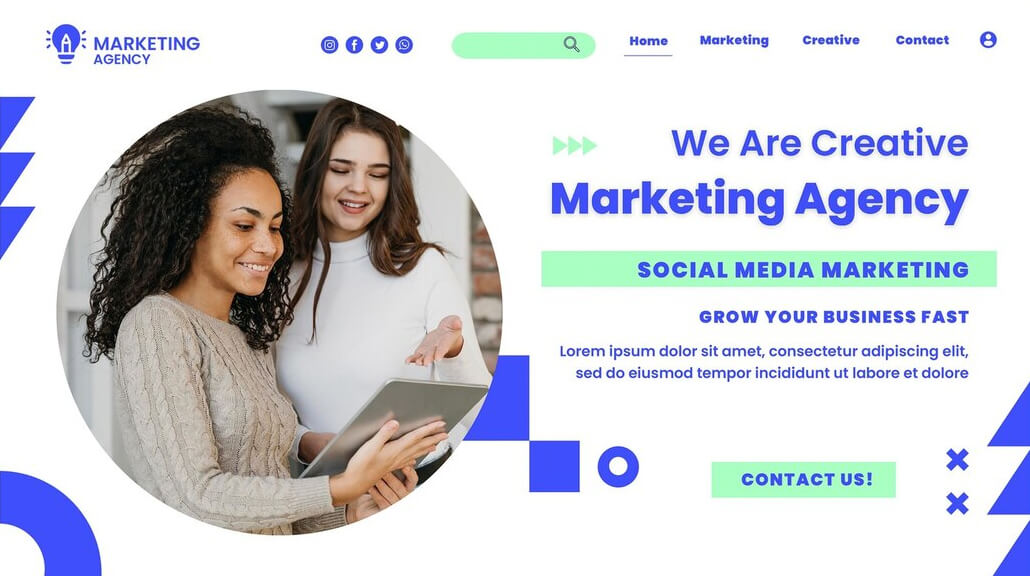 MARKETING
AGENCY
Home Marketing Creative Contact
We Are Creative
Marketing Agency
SOCIAL MEDIA MARKETING
GROW YOUR BUSINESS FAST
Lorem ipsum dolor sit amet, consectetur adipiscing elit,
sed do eiusmod tempor incididunt ut labore et dolore
CONTACT US!